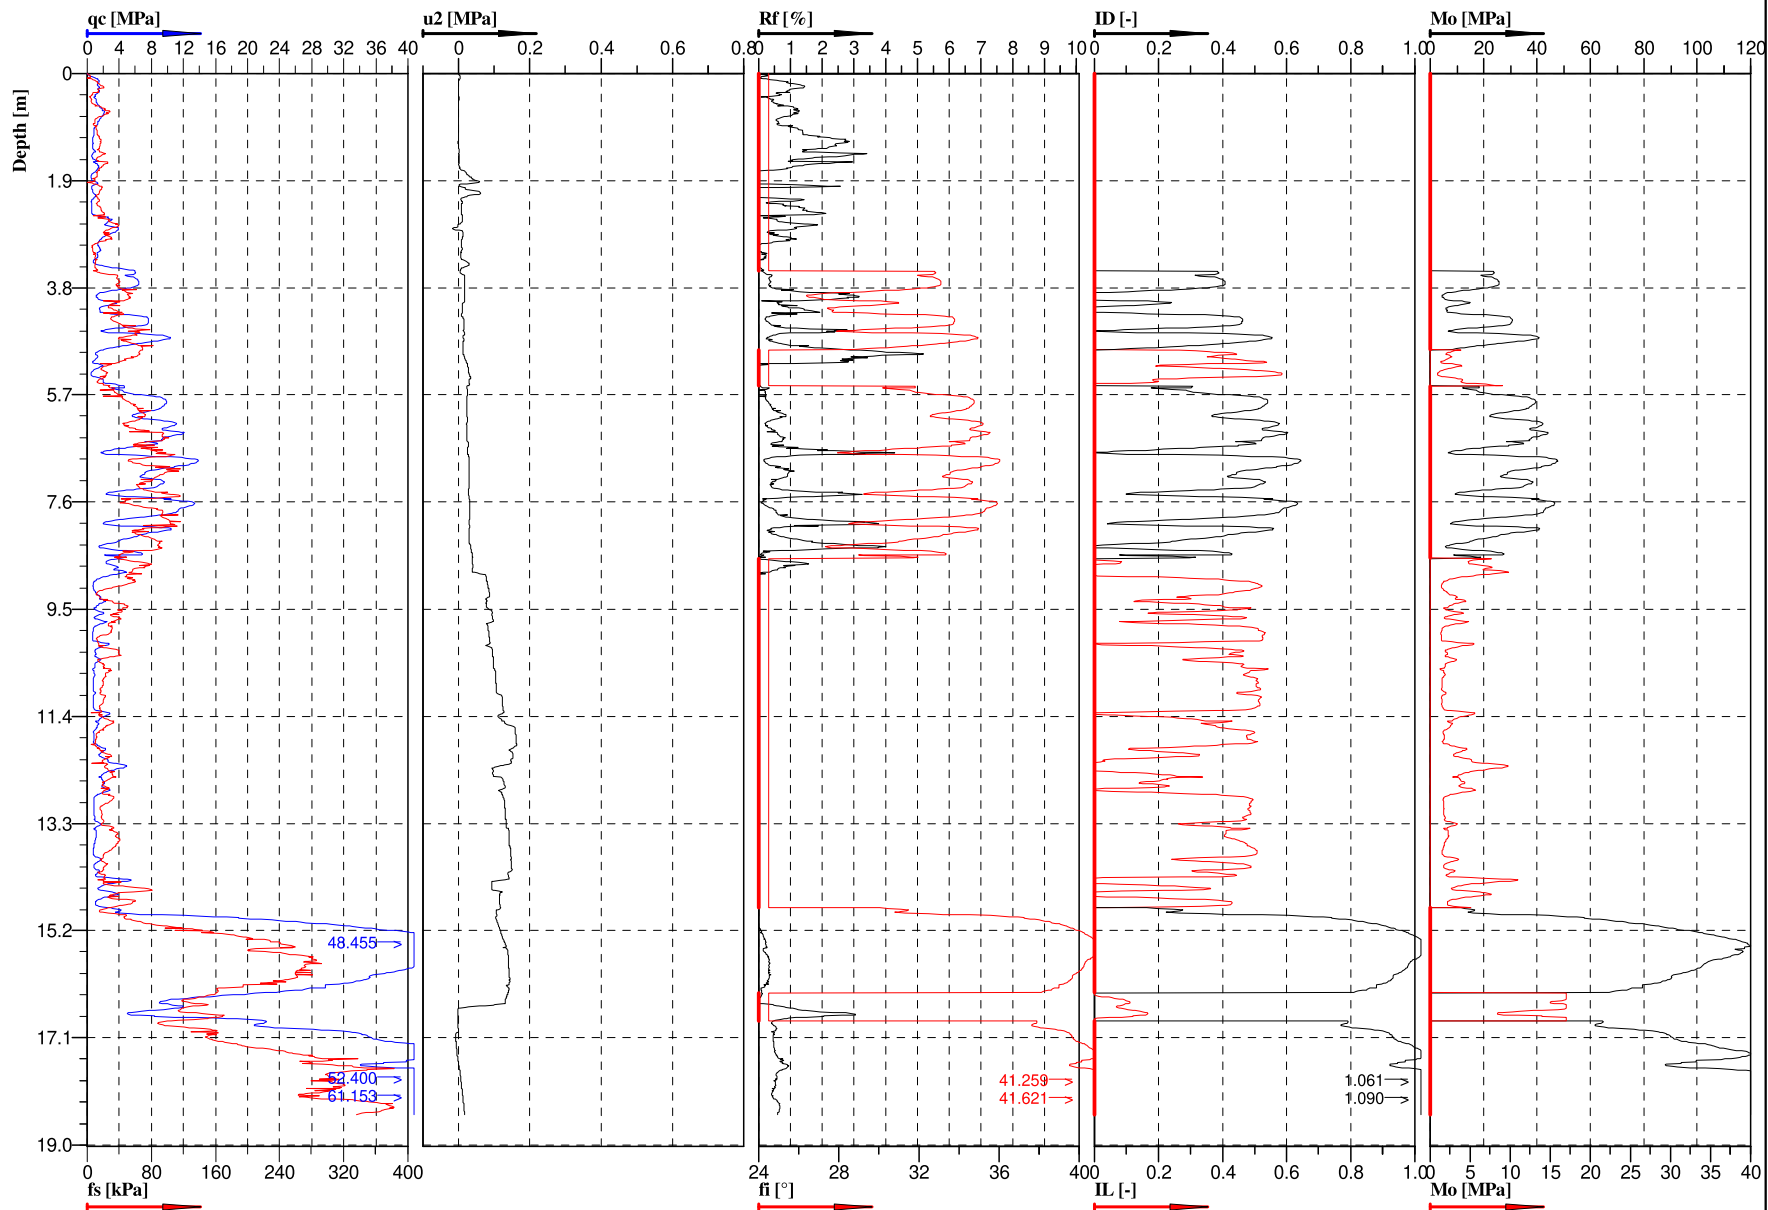 qc [MPa] u2 [MPa] Rf [%] ID [-] Mo [MPa]
0 4 8 12 16 20 24 28 32 36 40 0 0.2 0.4 0.6 0.8 0 1 2 3 4 5 6 7 8 9 10 0 0.2 0.4 0.6 0.8 1.0 0 20 40 60 80 100 120
Depth [m]
0
1.9
3.8
5.7
7.6
9.5
11.4
13.3
15.2
48.455
17.1
52.400 41.259 1.061
61.153 41.621 1.090
19.0
0 80 160 240 320 400 24 28 32 36 40 0 0.2 0.4 0.6 0.8 1.0 0 5 10 15 20 25 30 35 40
fs [kPa] fi [°] IL [-] Mo [MPa]